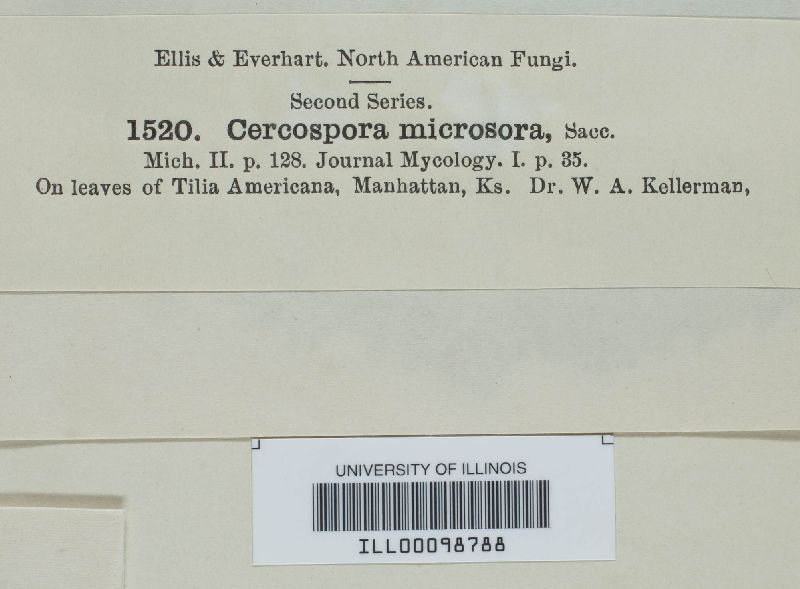 Ellis & Everhart. North American Fungi.
Second Series.
1520. Cercospora microsora, Sacc.
Mich. II. p. 128. Journal Mycology. I. p. 35.
On leaves of Tilia Americana, Manhattan, Ks. Dr. W. A. Kellerman,
UNIVERSITY OF ILLINOIS
ILL00098788